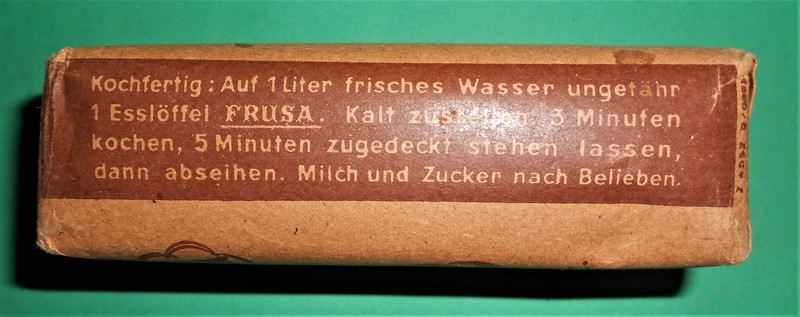 Kochfertig: Auf 1 Liter frisches Wasser ungefähr
1 Esslöffel FRUSA. Kalt zustellen, 3 Minuten
kochen, 5 Minuten zugedeckt stehen lassen,
dann abseihen. Milch und Zucker nach Belieben.